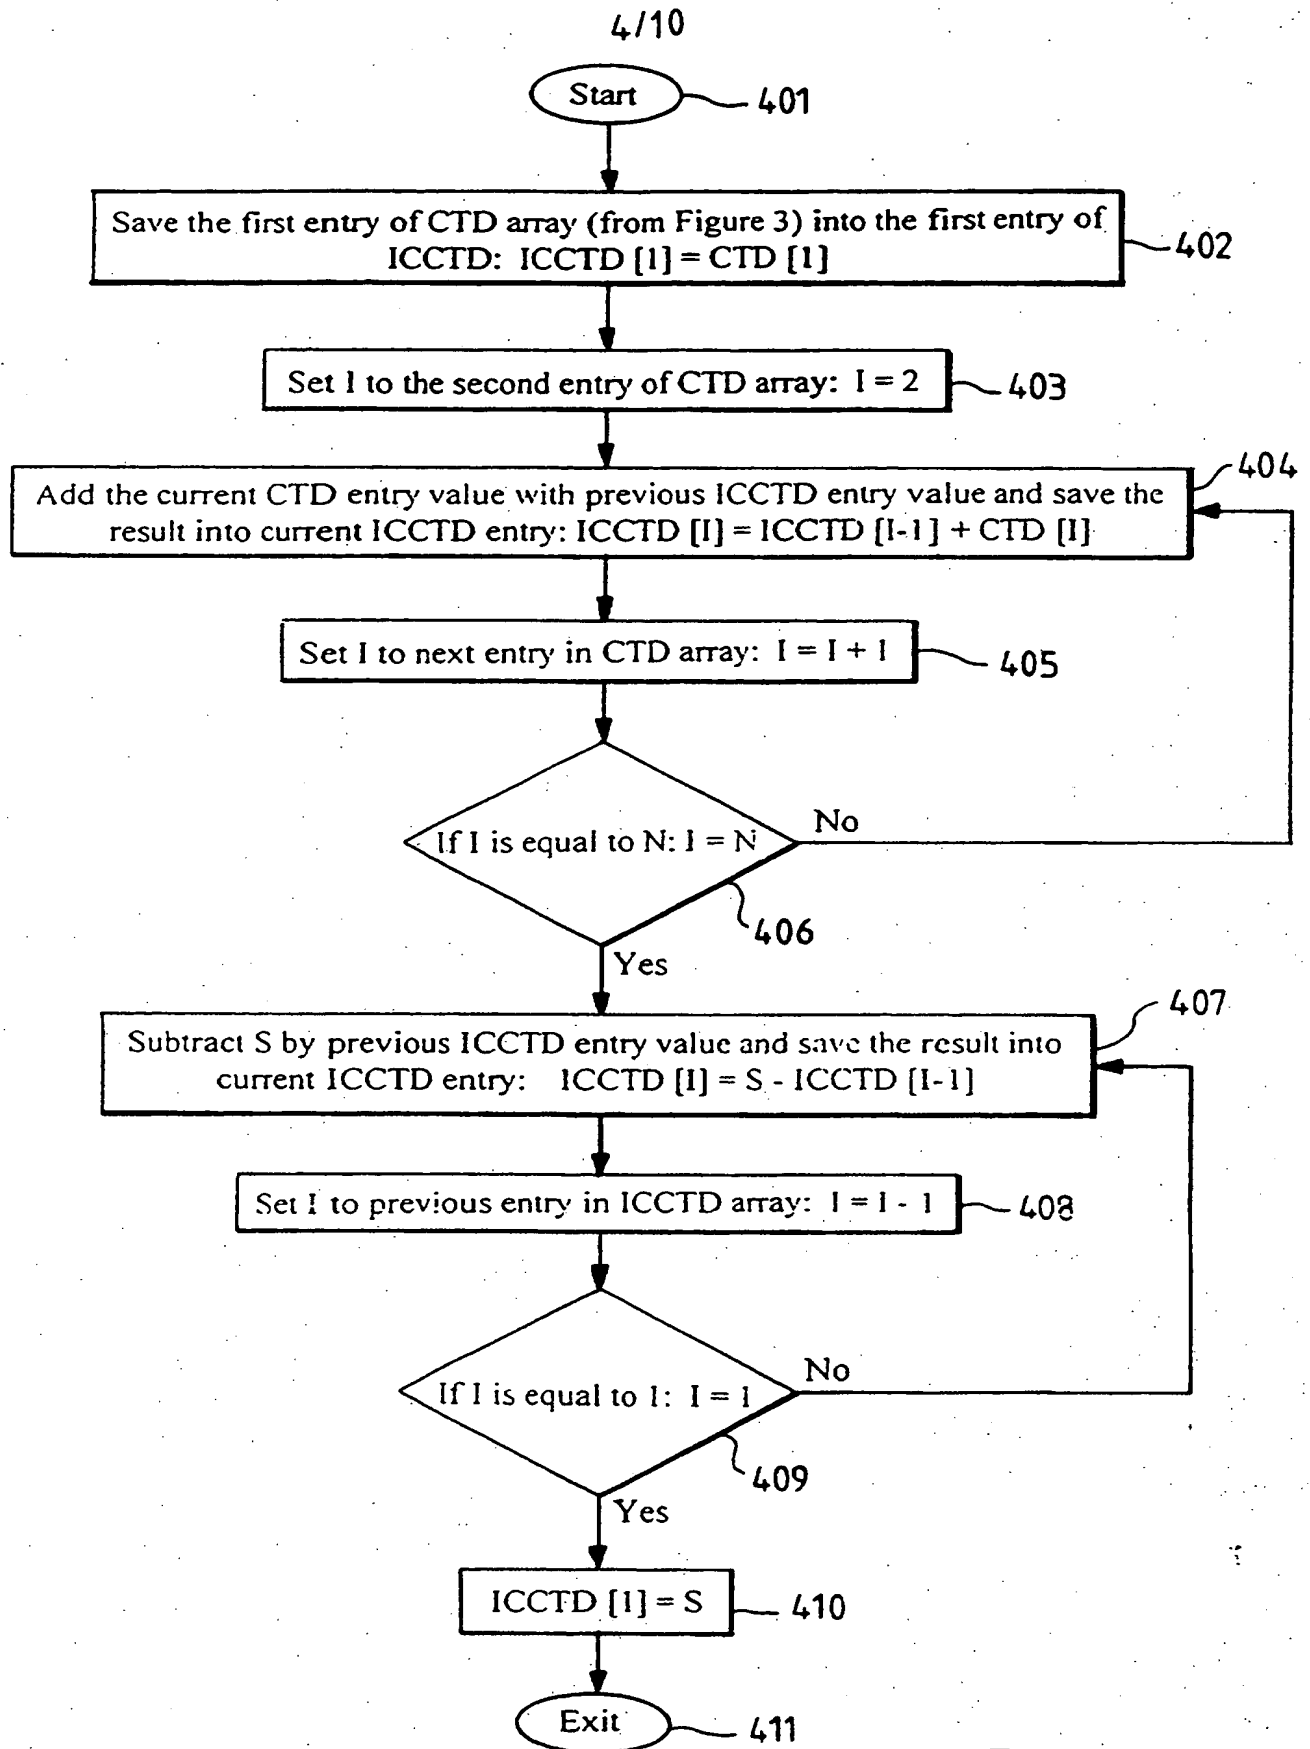 4/10
Start
401
Save the first entry of CTD array (from Figure 3) into the first entry of
ICCTD: ICCTD [1] = CTD [1]
402
Set I to the second entry of CTD array: I = 2
403
404
Add the current CTD entry value with previous ICCTD entry value and save the
result into current ICCTD entry: ICCTD [I] = ICCTD [I-1] + CTD [I]
Set I to next entry in CTD array: I = I + 1
405
If I is equal to N: I = N
No
406
Yes
407
Subtract S by previous ICCTD entry value and save the result into
current ICCTD entry: ICCTD [I] = S - ICCTD [I-1]
Set I to previous entry in ICCTD array: I = I - 1
408
If I is equal to 1: I = 1
No
409
Yes
ICCTD [1] = S
410
Exit
411